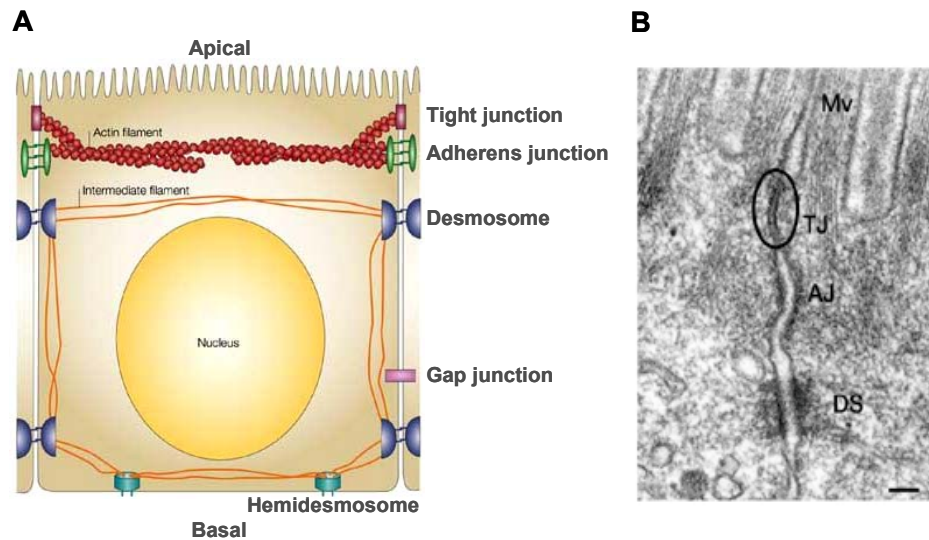 A
Apical
Tight junction
Actin filament
Adherens junction
Intermediate filament
Desmosome
Nucleus
Gap junction
Hemidesmosome
Basal
B
Mv
TJ
AJ
DS